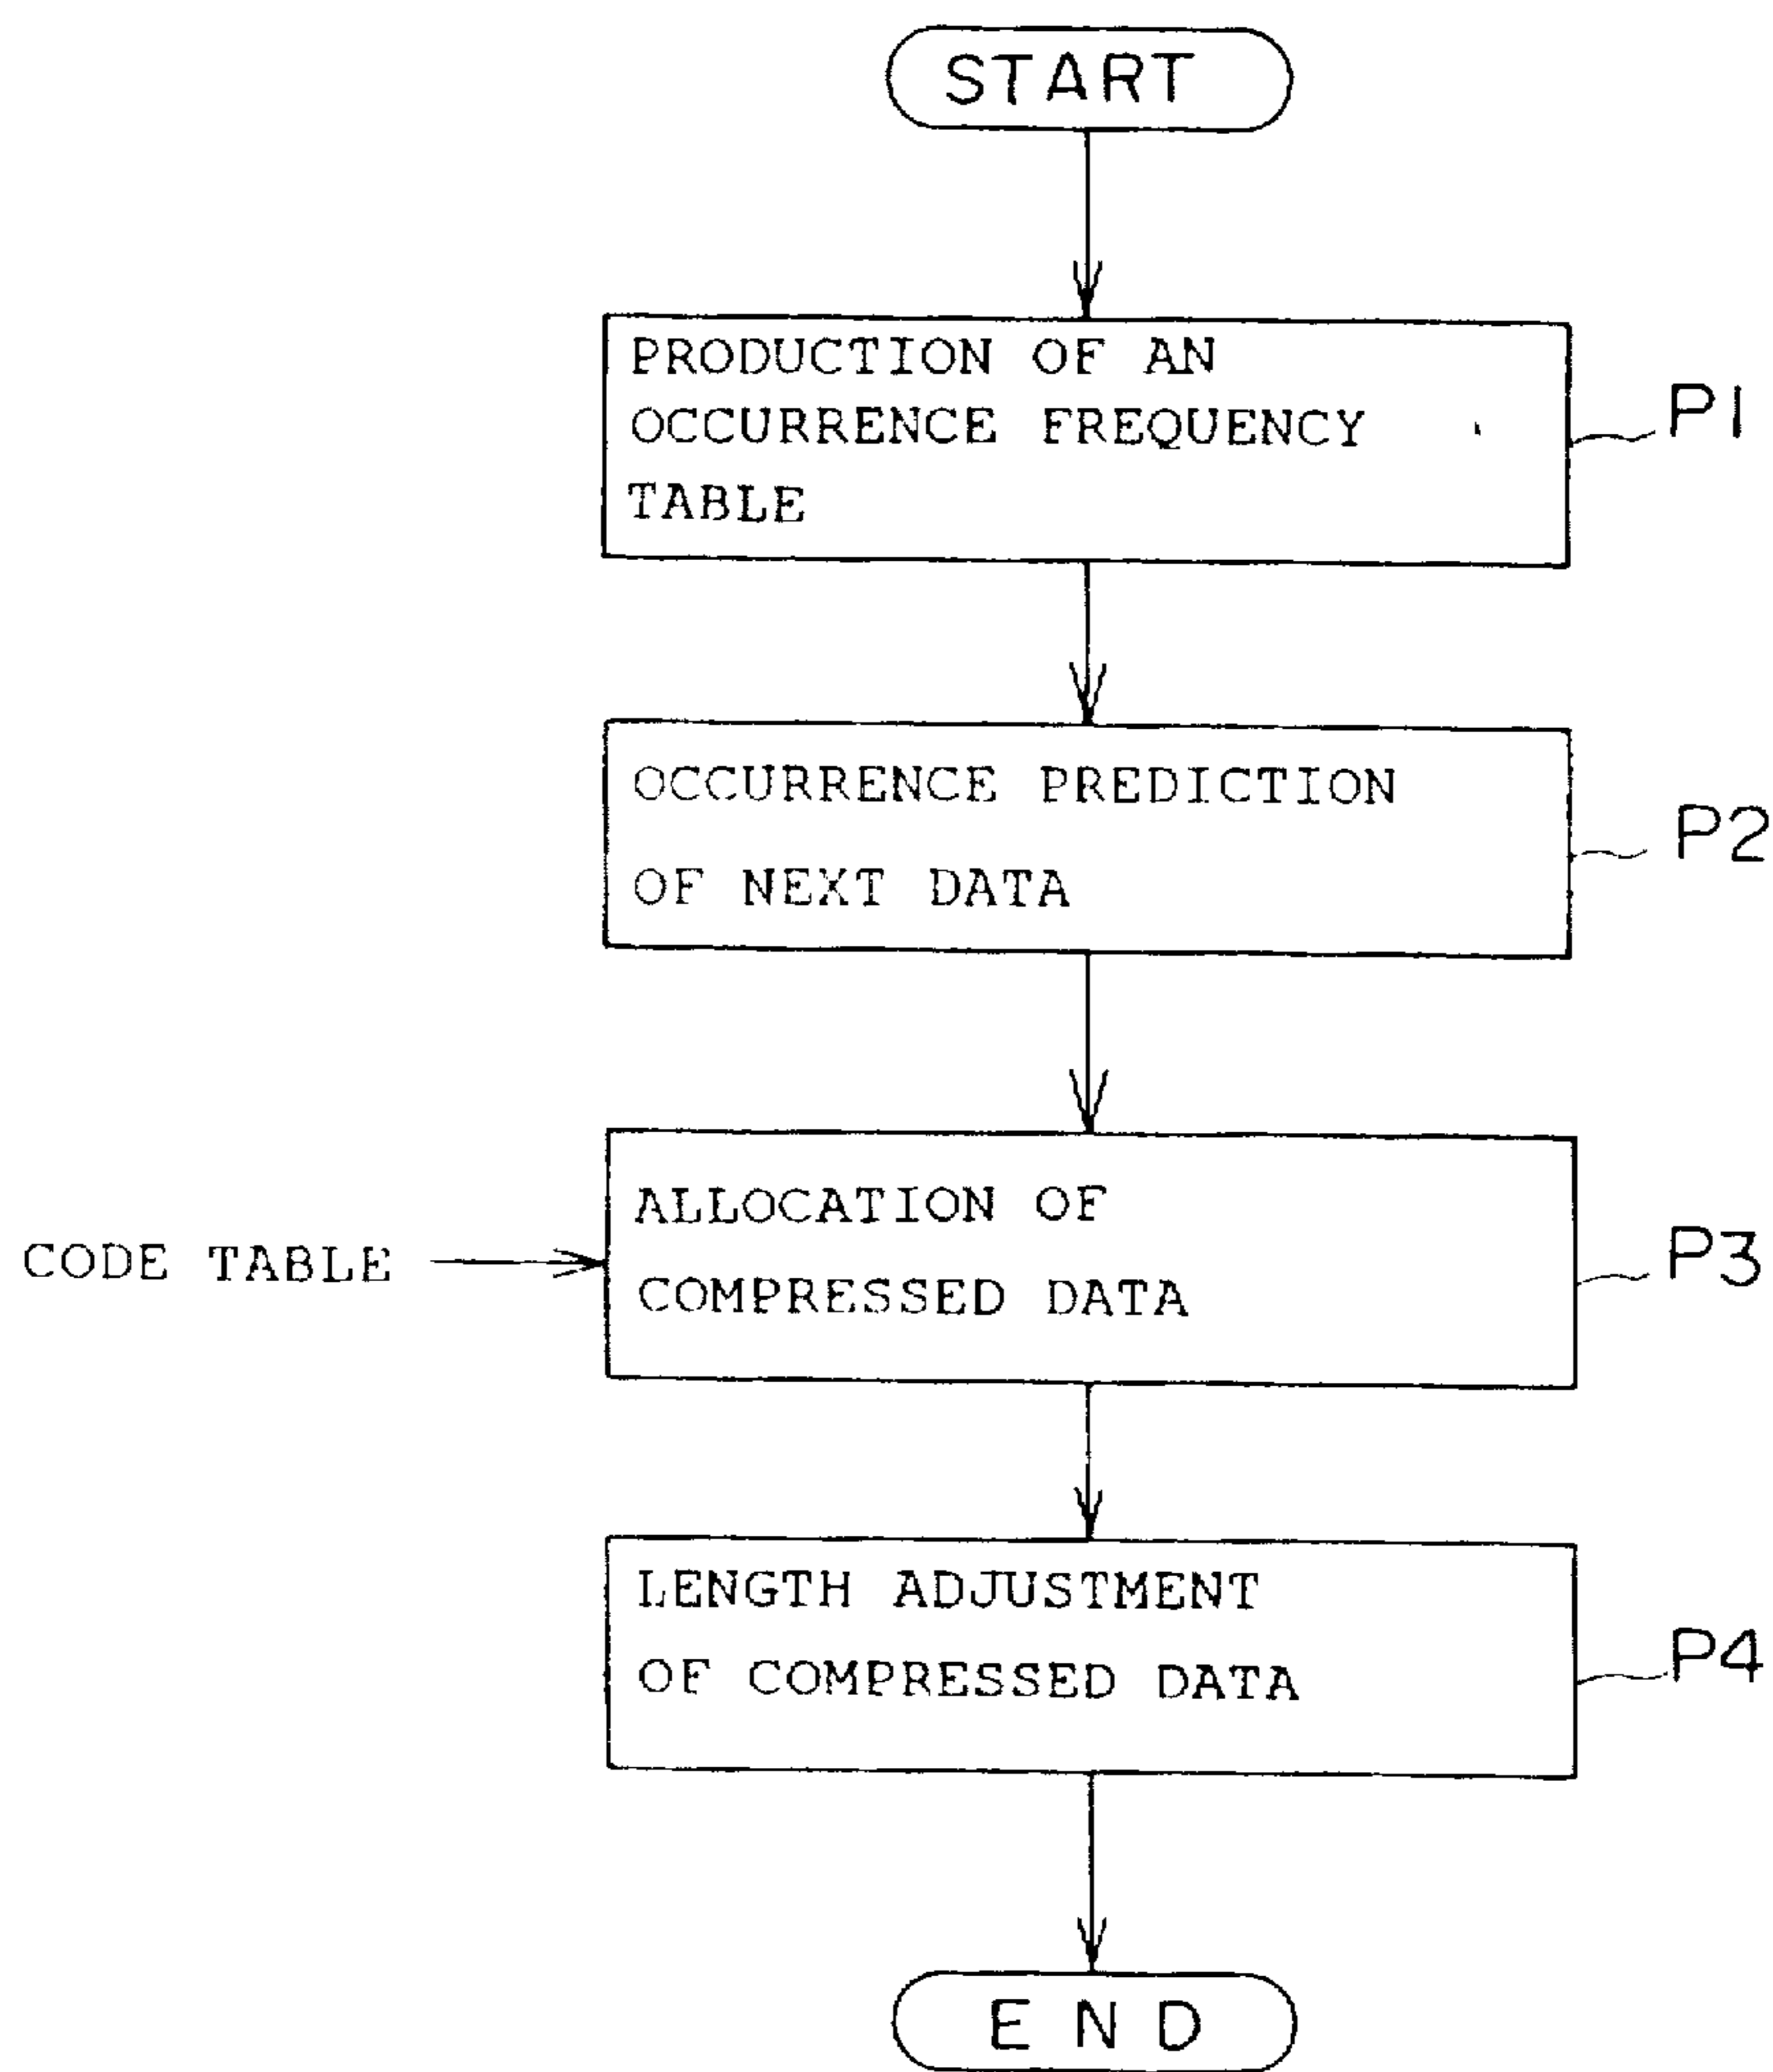 START
PRODUCTION OF AN
OCCURRENCE FREQUENCY
TABLE
P1
OCCURRENCE PREDICTION
OF NEXT DATA
P2
CODE TABLE
ALLOCATION OF
COMPRESSED DATA
P3
LENGTH ADJUSTMENT
OF COMPRESSED DATA
P4
END